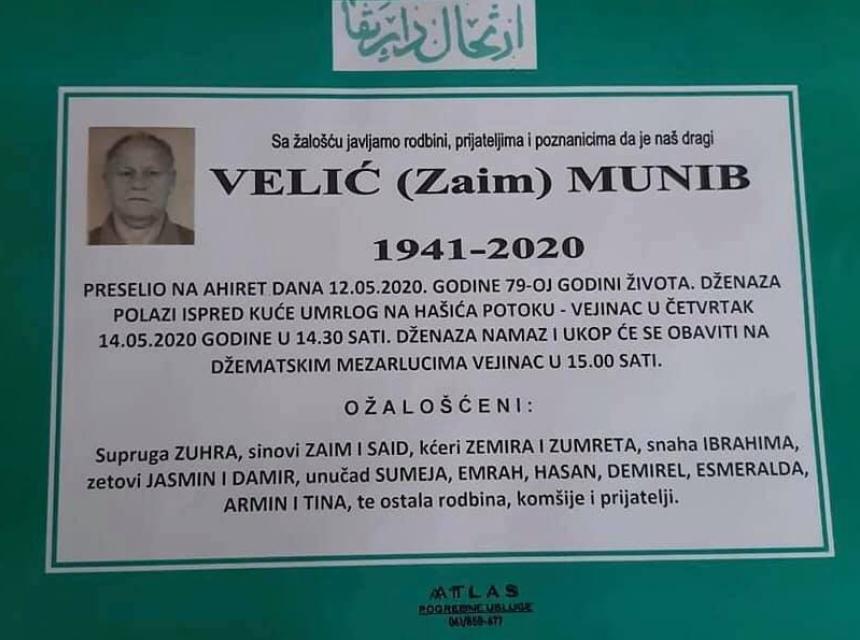 ارتحال دار بقا
Sa žalošću javljamo rodbini, prijateljima i poznanicima da je naš dragi
VELIĆ (Zaim) MUNIB
1941-2020
PRESELIO NA AHIRET DANA 12.05.2020. GODINE 79-OJ GODINI ŽIVOTA. DŽENAZA
POLAZI ISPRED KUĆE UMRLOG NA HAŠIĆA POTOKU - VEJINAC U ČETVRTAK
14.05.2020 GODINE U 14.30 SATI. DŽENAZA NAMAZ I UKOP ĆE SE OBAVITI NA
DŽEMATSKIM MEZARLUCIMA VEJINAC U 15.00 SATI.
OŽALOŠĆENI:
Supruga ZUHRA, sinovi ZAIM I SAID, kćeri ZEMIRA I ZUMRETA, snaha IBRAHIMA,
zetovi JASMIN I DAMIR, unučad SUMEJA, EMRAH, HASAN, DEMIREL, ESMERALDA,
ARMIN I TINA, te ostala rodbina, komšije i prijatelji.
ATLAS
POGREBNE USLUGE
061/859-477